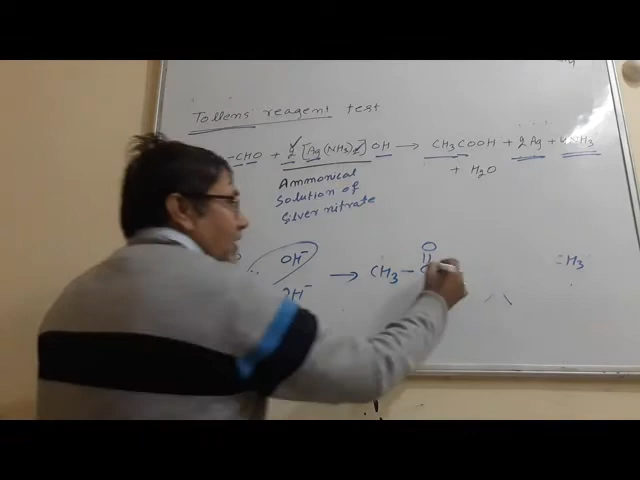 Tollens reagent test
-CHO + 2 [Ag(NH3)2] OH → CH3COOH + 2Ag + 4NH3
+ H2O
Ammonical
Solution of
Silver nitrate
O
OH⁻ → CH3 - C CH3
OH⁻